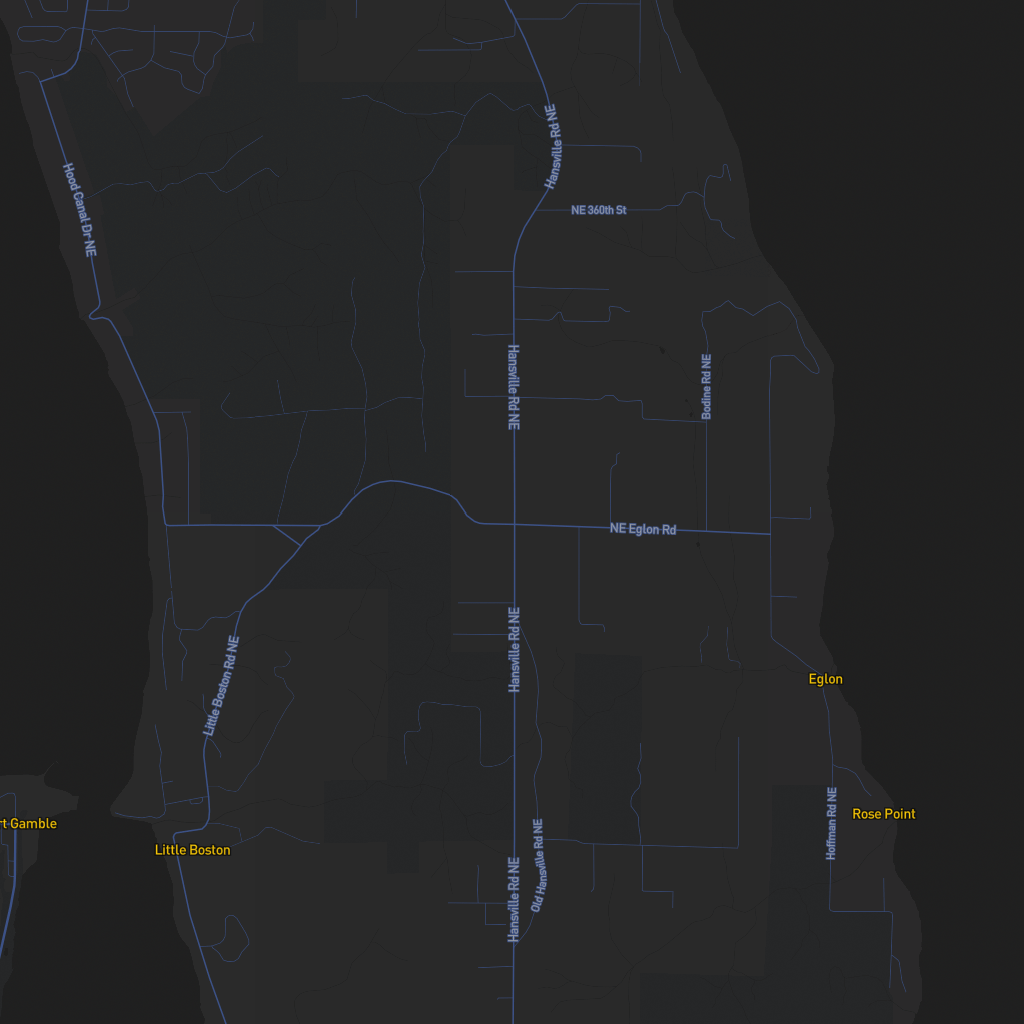 Hansville Rd NE
Hood Canal Dr NE
NE 360th St
Hansville Rd NE
Bodine Rd NE
NE Eglon Rd
Hansville Rd NE
Little Boston Rd NE
Eglon
Hoffman Rd NE
Rose Point
rt Gamble
Little Boston
Old Hansville Rd NE
Hansville Rd NE